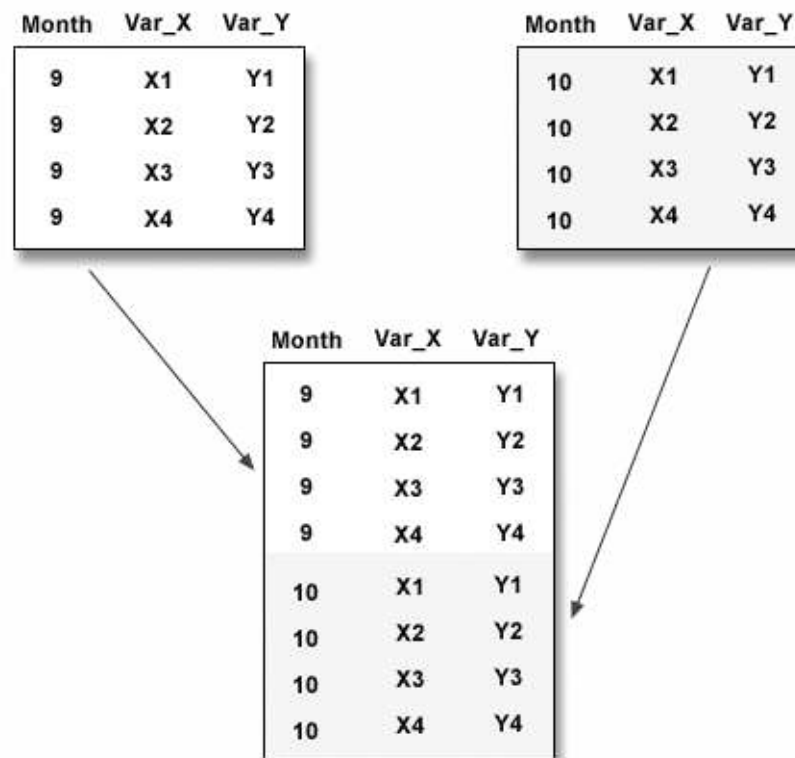 Month Var_X Var_Y
9 X1 Y1
9 X2 Y2
9 X3 Y3
9 X4 Y4
Month Var_X Var_Y
10 X1 Y1
10 X2 Y2
10 X3 Y3
10 X4 Y4
Month Var_X Var_Y
9 X1 Y1
9 X2 Y2
9 X3 Y3
9 X4 Y4
10 X1 Y1
10 X2 Y2
10 X3 Y3
10 X4 Y4